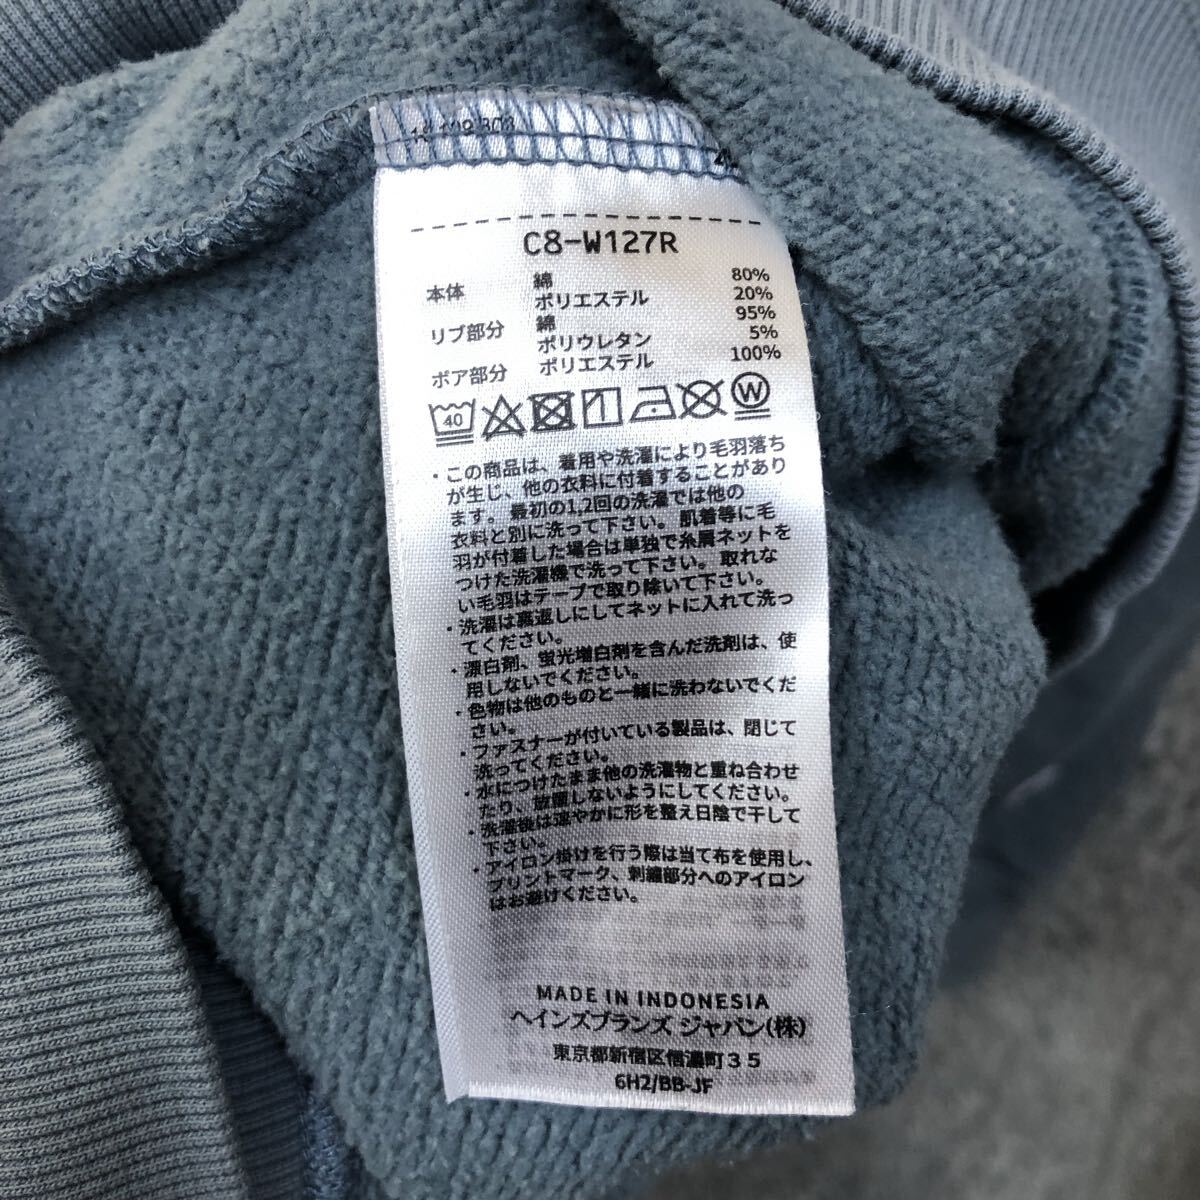 C8-W127R
本体 綿 80%
ポリエステル 20%
リブ部分 綿 95%
ポリウレタン 5%
ボア部分 ポリエステル 100%
40 W
・この商品は、着用や洗濯により毛羽落ち
が生じ、他の衣料に付着することがあり
ます。最初の1,2回の洗濯では他の
衣料と別に洗って下さい。肌着等に毛
羽が付着した場合は単独で糸屑ネットを
つけた洗濯機で洗って下さい。取れな
い毛羽はテープで取り除いて下さい。
・洗濯は裏返しにしてネットに入れて洗っ
てください。
・漂白剤、蛍光増白剤を含んだ洗剤は、使
用しないでください。
・色物は他のものと一緒に洗わないでくだ
さい。
・ファスナーが付いている製品は、閉じて
洗ってください。
・水につけたまま他の洗濯物と重ね合わせ
たり、放置しないようにしてください。
・洗濯後は速やかに形を整え日陰で干して
下さい。
・アイロン掛けを行う際は当て布を使用し、
プリントマーク、刺繍部分へのアイロン
はお避けください。
MADE IN INDONESIA
ヘインズブランズ ジャパン(株)
東京都新宿区信濃町35
6H2/BB-JF